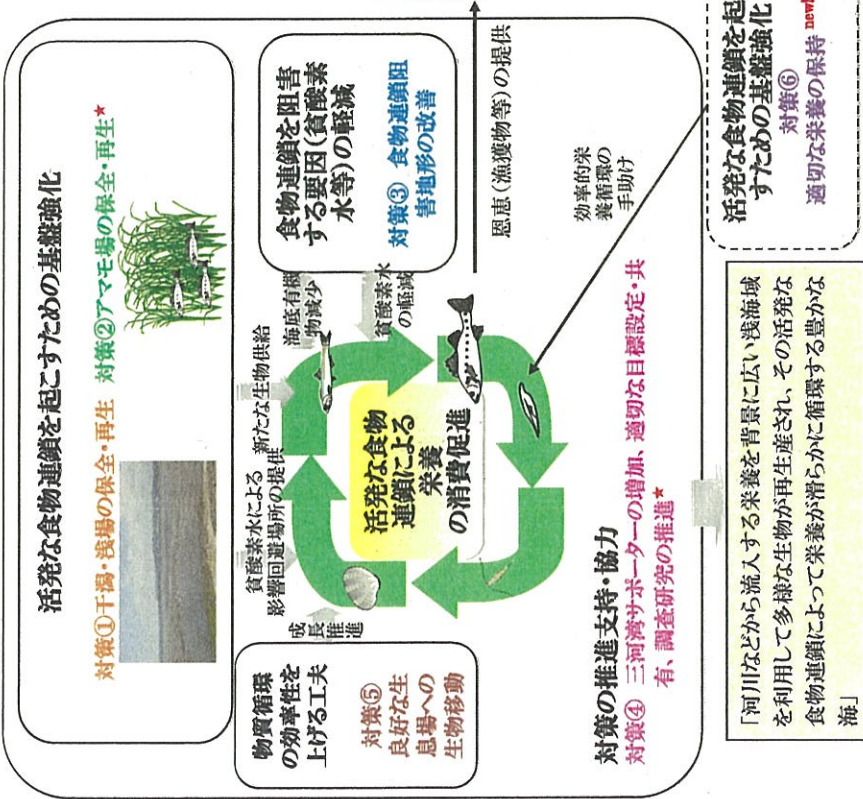 活発な食物連鎖を起こすための基盤強化
対策①干潟・浅場の保全・再生 対策②アマモ場の保全・再生★
貧酸素水による
影響回避場所の提供
新たな生物供給
海底有機
物減少
貧酸素水
の軽減
成長推進
食物連鎖を阻害
する要因(貧酸素
水等)の軽減
対策③ 食物連鎖阻
害地形の改善
物質循環
の効率性を
上げる工夫
対策⑤
良好な生
息場への
生物移動
活発な食物
連鎖による
栄養
の消費促進
恩恵(漁獲物等)の提供
効率的栄
養循環の
手助け
対策の推進支持・協力
対策④ 三河湾サポーターの増加、適切な目標設定・共
有、調査研究の推進★
活発な食物連鎖を起
すための基盤強化
対策⑥
適切な栄養の保持 new!
「河川などから流入する栄養を背景に広い浅海域
を利用して多様な生物が再生産され、その活発な
食物連鎖によって栄養が滑らかに循環する豊かな
海」